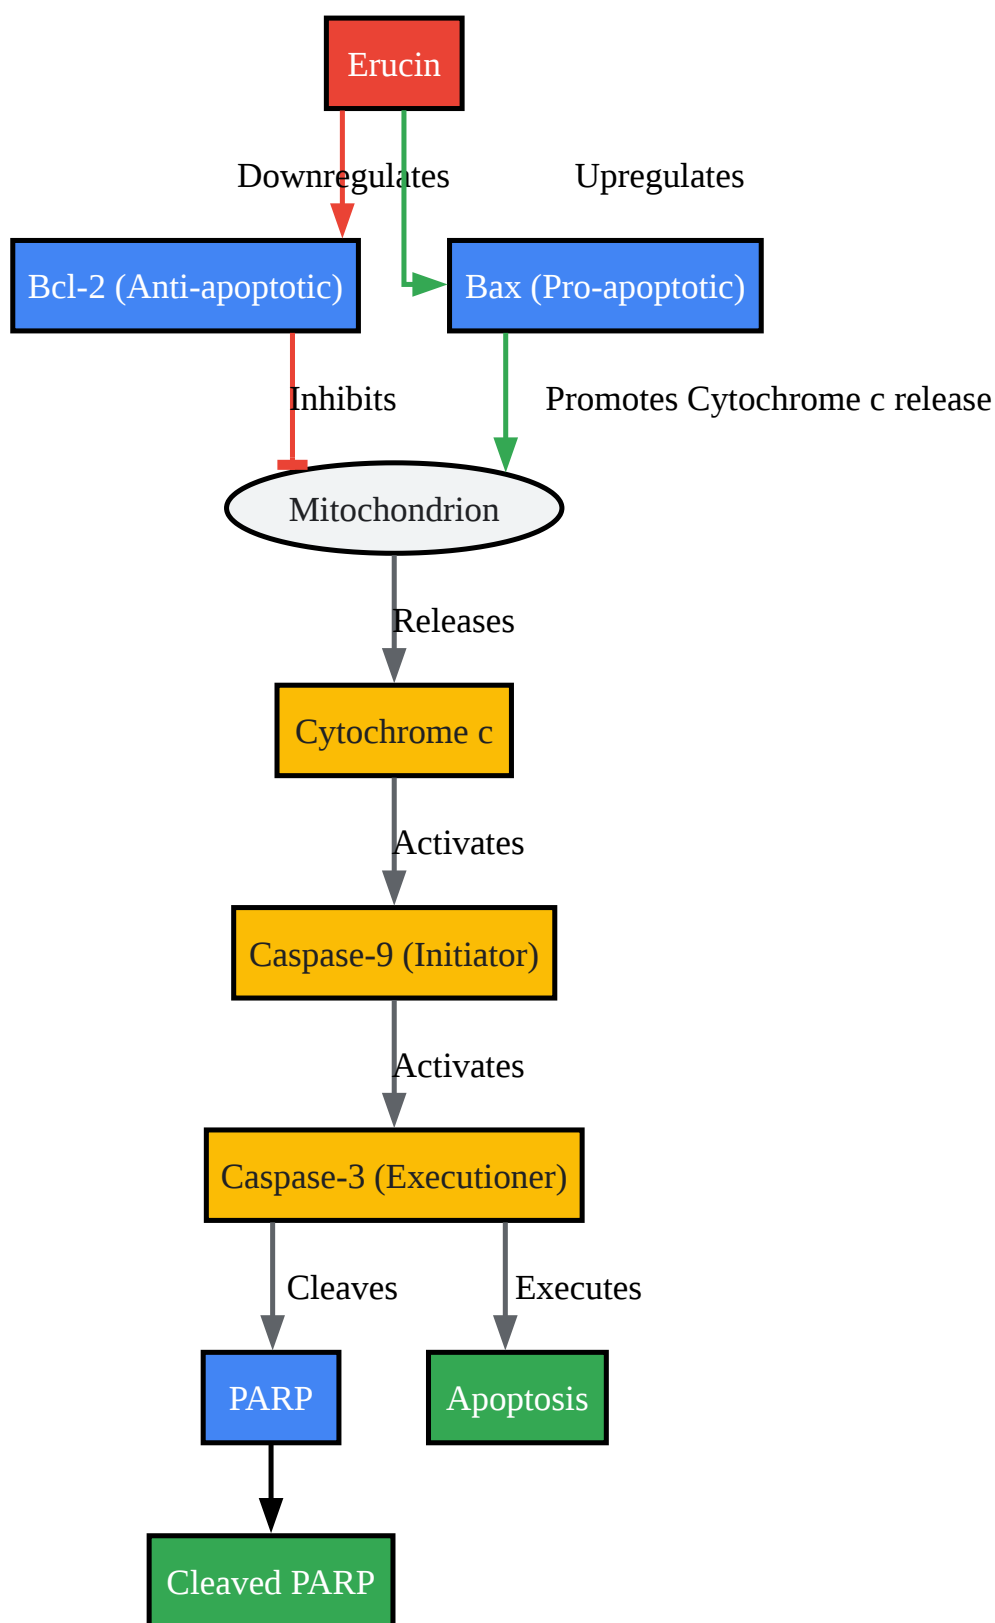 Erucin
Downregulates
Upregulates
Bcl-2 (Anti-apoptotic)
Bax (Pro-apoptotic)
Inhibits
Promotes Cytochrome c release
Mitochondrion
Releases
Cytochrome c
Activates
Caspase-9 (Initiator)
Activates
Caspase-3 (Executioner)
Cleaves
Executes
PARP
Apoptosis
Cleaved PARP